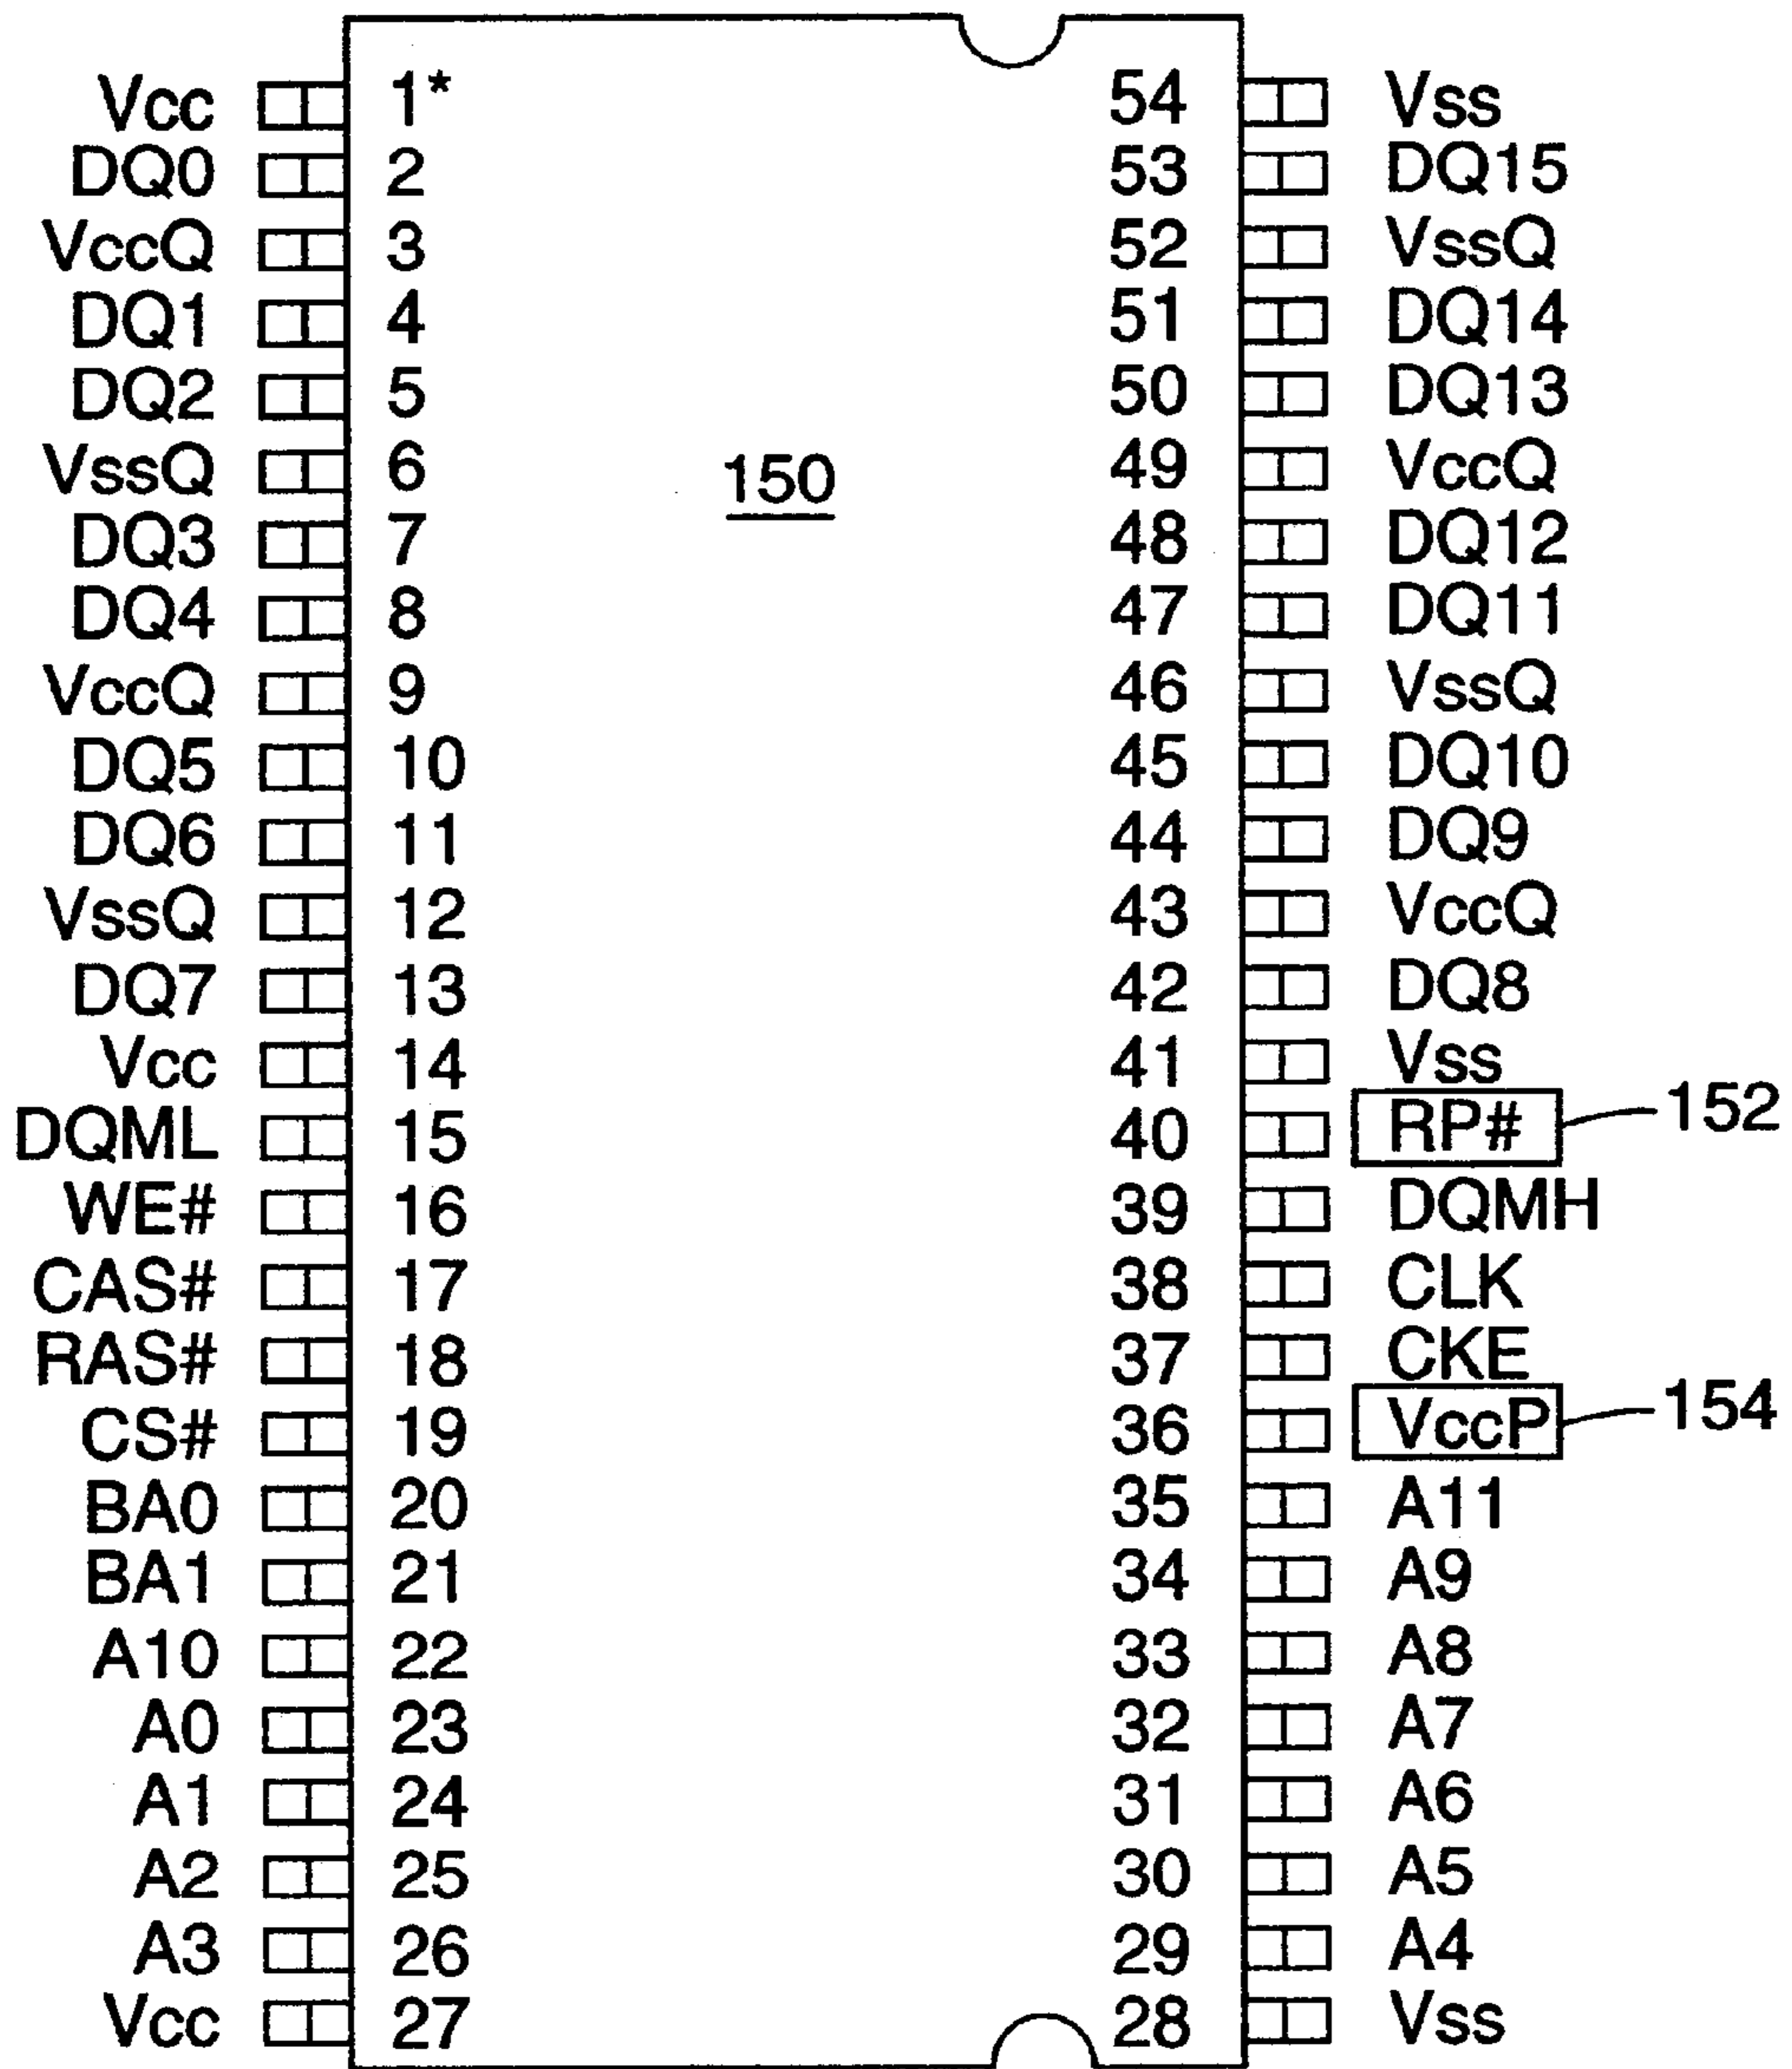 Vcc 1* 54 Vss
DQ0 2 53 DQ15
VccQ 3 52 VssQ
DQ1 4 51 DQ14
DQ2 5 50 DQ13
VssQ 6 150 49 VccQ
DQ3 7 48 DQ12
DQ4 8 47 DQ11
VccQ 9 46 VssQ
DQ5 10 45 DQ10
DQ6 11 44 DQ9
VssQ 12 43 VccQ
DQ7 13 42 DQ8
Vcc 14 41 Vss
DQML 15 40 RP# 152
WE# 16 39 DQMH
CAS# 17 38 CLK
RAS# 18 37 CKE
CS# 19 36 VccP 154
BA0 20 35 A11
BA1 21 34 A9
A10 22 33 A8
A0 23 32 A7
A1 24 31 A6
A2 25 30 A5
A3 26 29 A4
Vcc 27 28 Vss